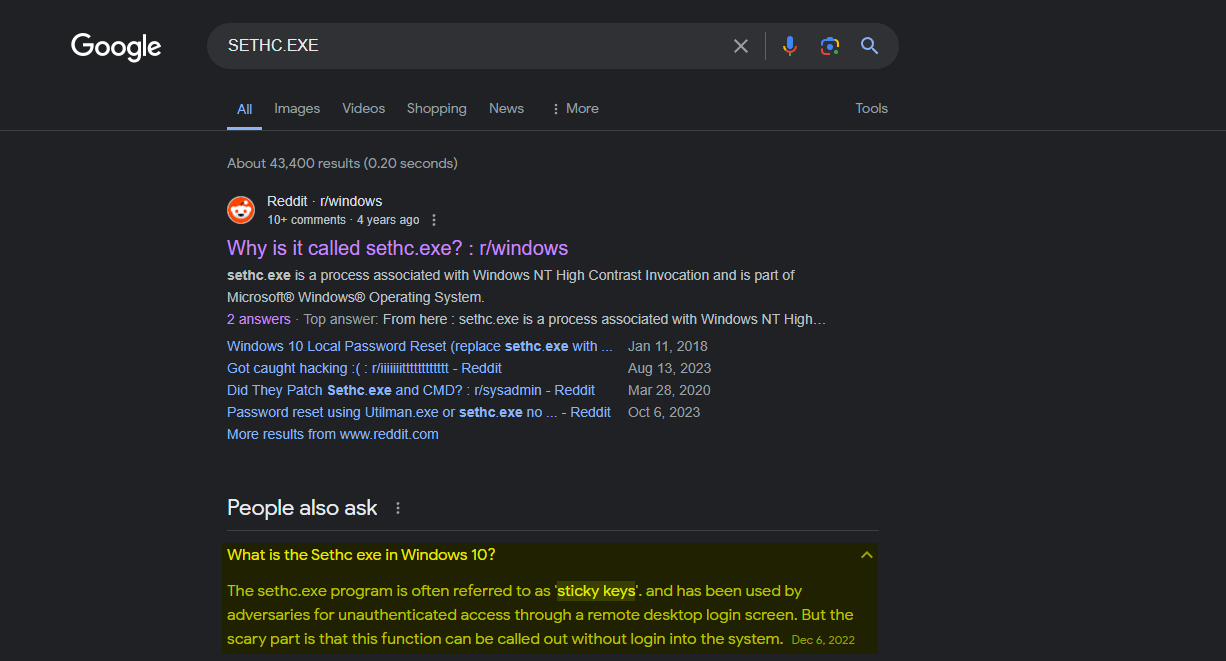 Google
SETHC.EXE
All Images Videos Shopping News More Tools
About 43,400 results (0.20 seconds)
Reddit · r/windows
10+ comments · 4 years ago
Why is it called sethc.exe? : r/windows
sethc.exe is a process associated with Windows NT High Contrast Invocation and is part of
Microsoft® Windows® Operating System.
2 answers · Top answer: From here : sethc.exe is a process associated with Windows NT High…
Windows 10 Local Password Reset (replace sethc.exe with ... Jan 11, 2018
Got caught hacking :( : r/iiiiiiitttttttttttt - Reddit Aug 13, 2023
Did They Patch Sethc.exe and CMD? : r/sysadmin - Reddit Mar 28, 2020
Password reset using Utilman.exe or sethc.exe no ... - Reddit Oct 6, 2023
More results from www.reddit.com
People also ask
What is the Sethc exe in Windows 10?
The sethc.exe program is often referred to as 'sticky keys'. and has been used by
adversaries for unauthenticated access through a remote desktop login screen. But the
scary part is that this function can be called out without login into the system. Dec 6, 2022